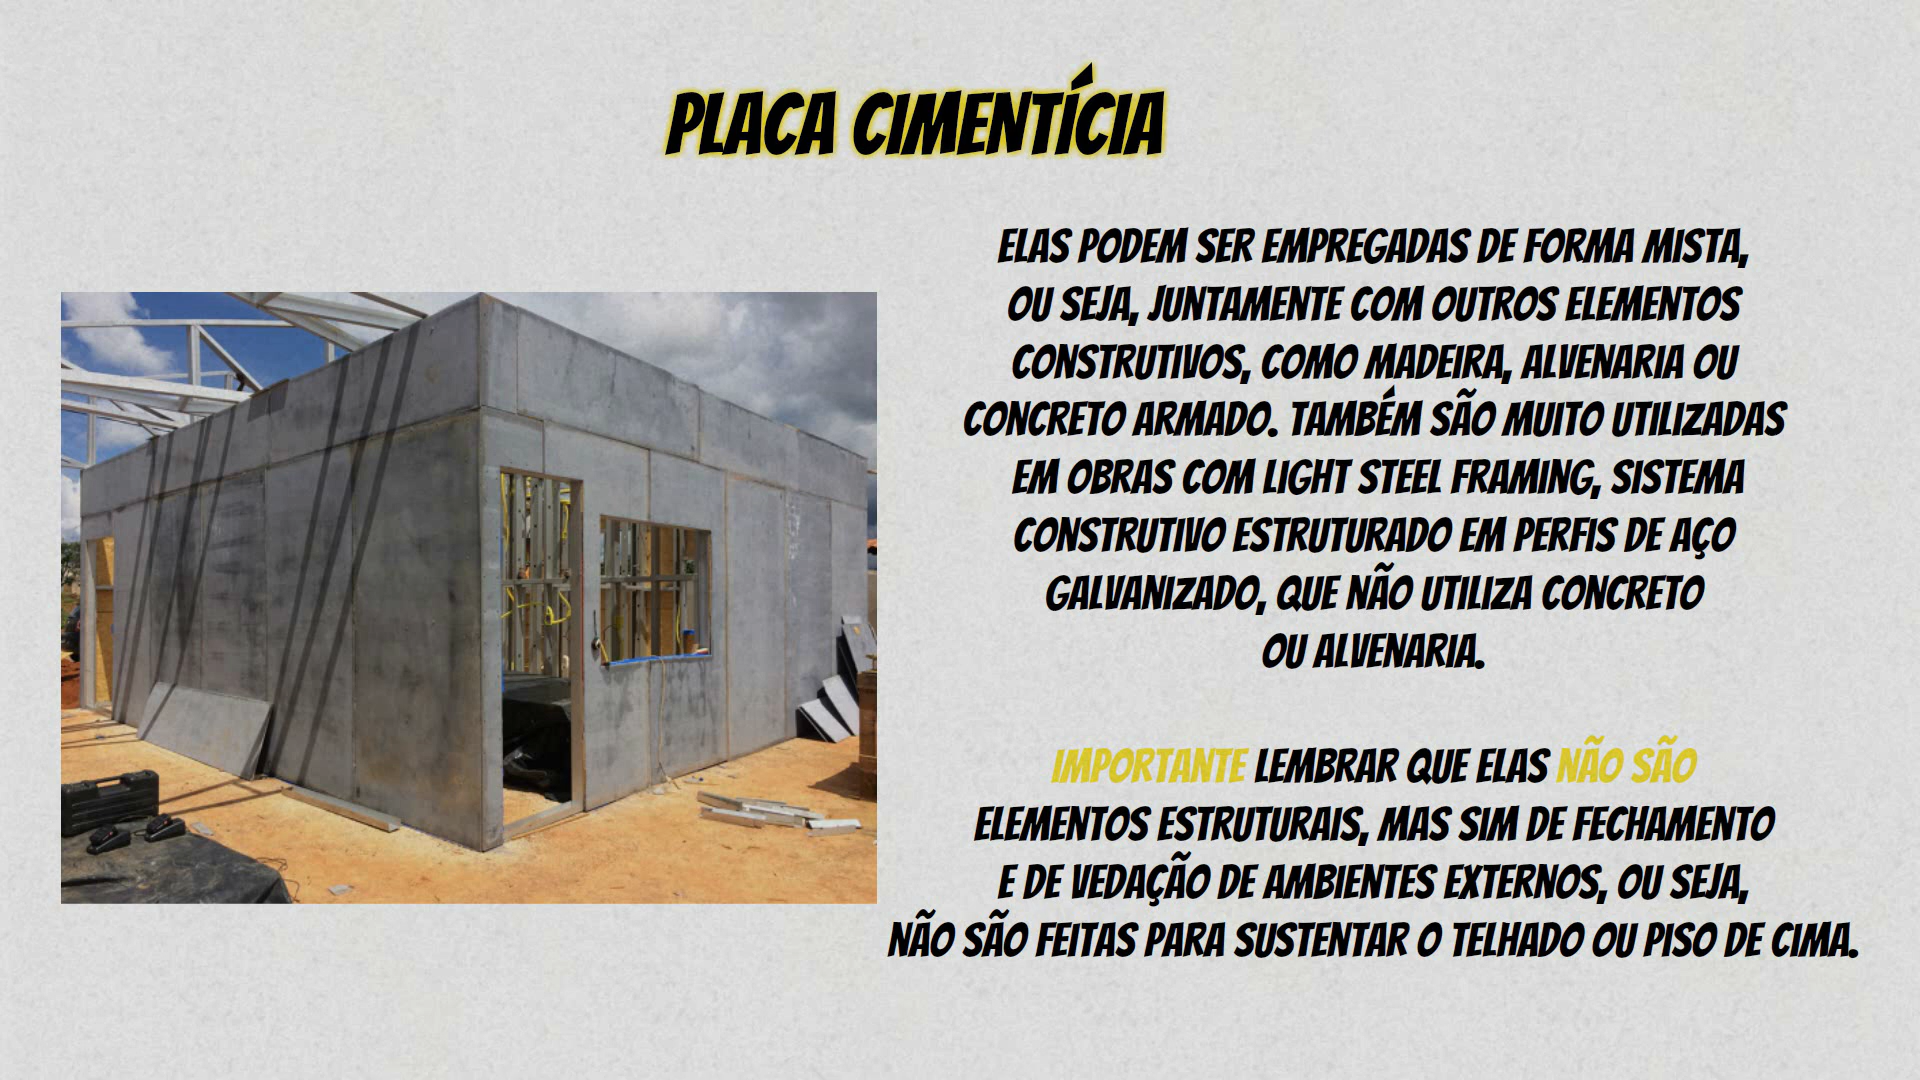 PLACA CIMENTÍCIA
ELAS PODEM SER EMPREGADAS DE FORMA MISTA,
OU SEJA, JUNTAMENTE COM OUTROS ELEMENTOS
CONSTRUTIVOS, COMO MADEIRA, ALVENARIA OU
CONCRETO ARMADO. TAMBÉM SÃO MUITO UTILIZADAS
EM OBRAS COM LIGHT STEEL FRAMING, SISTEMA
CONSTRUTIVO ESTRUTURADO EM PERFIS DE AÇO
GALVANIZADO, QUE NÃO UTILIZA CONCRETO
OU ALVENARIA.
IMPORTANTE LEMBRAR QUE ELAS NÃO SÃO
ELEMENTOS ESTRUTURAIS, MAS SIM DE FECHAMENTO
E DE VEDAÇÃO DE AMBIENTES EXTERNOS, OU SEJA,
NÃO SÃO FEITAS PARA SUSTENTAR O TELHADO OU PISO DE CIMA.